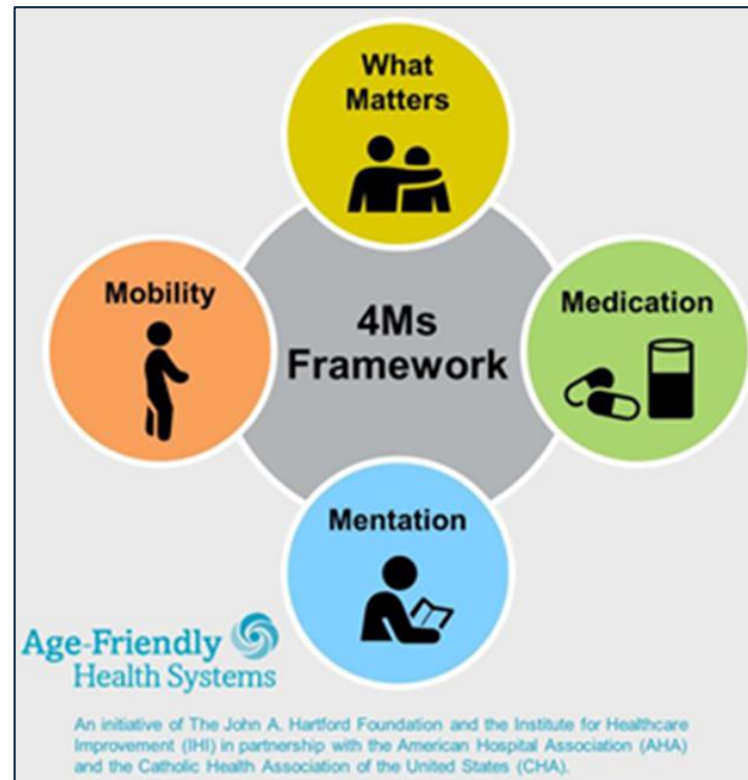 What
Matters
Mobility
4Ms
Framework
Medication
Mentation
Age-Friendly
Health Systems
An initiative of The John A. Hartford Foundation and the Institute for Healthcare
Improvement (IHI) in partnership with the American Hospital Association (AHA)
and the Catholic Health Association of the United States (CHA).